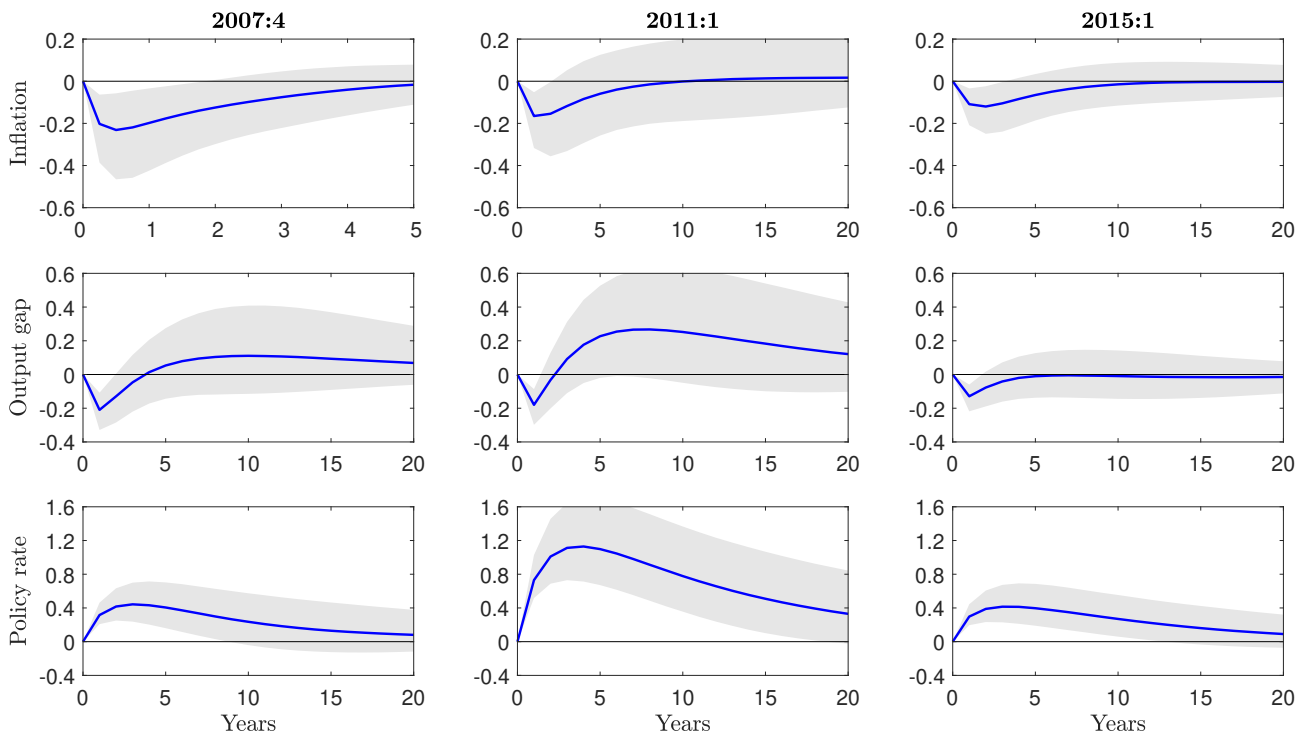 2007:4 2011:1 2015:1
Inflation
0.2 0 -0.2 -0.4 -0.6
0 1 2 3 4 5
0.2 0 -0.2 -0.4 -0.6
0 5 10 15 20
0.2 0 -0.2 -0.4 -0.6
0 5 10 15 20
Output gap
0.6 0.4 0.2 0 -0.2 -0.4
0 5 10 15 20
0.6 0.4 0.2 0 -0.2 -0.4
0 5 10 15 20
0.6 0.4 0.2 0 -0.2 -0.4
0 5 10 15 20
Policy rate
1.6 1.2 0.8 0.4 0 -0.4
0 5 10 15 20
Years
1.6 1.2 0.8 0.4 0 -0.4
0 5 10 15 20
Years
1.6 1.2 0.8 0.4 0 -0.4
0 5 10 15 20
Years